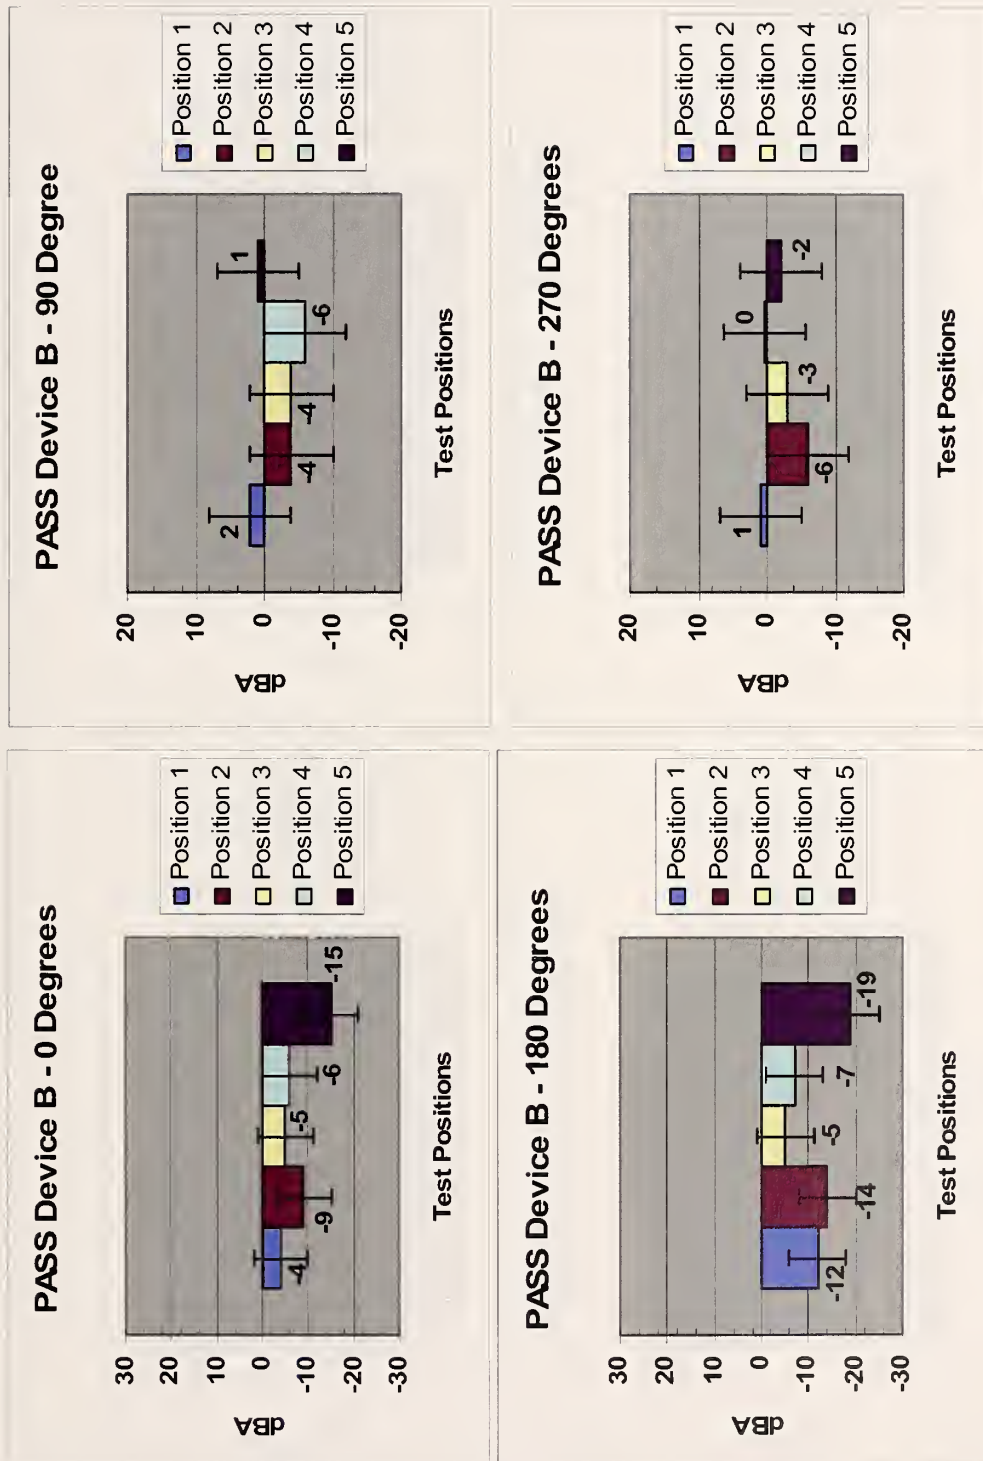 PASS Device B - 0 Degrees
30
20
10
0
-10
-20
-30
dBA
-4
-9
-5
-6
-15
Test Positions
Position 1
Position 2
Position 3
Position 4
Position 5
PASS Device B - 90 Degree
20
10
0
-10
-20
dBA
2
-4
-4
-6
1
Test Positions
Position 1
Position 2
Position 3
Position 4
Position 5
PASS Device B - 180 Degrees
30
20
10
0
-10
-20
-30
dBA
-12
-14
-5
-7
-19
Test Positions
Position 1
Position 2
Position 3
Position 4
Position 5
PASS Device B - 270 Degrees
20
10
0
-10
-20
dBA
1
-6
-3
0
-2
Test Positions
Position 1
Position 2
Position 3
Position 4
Position 5